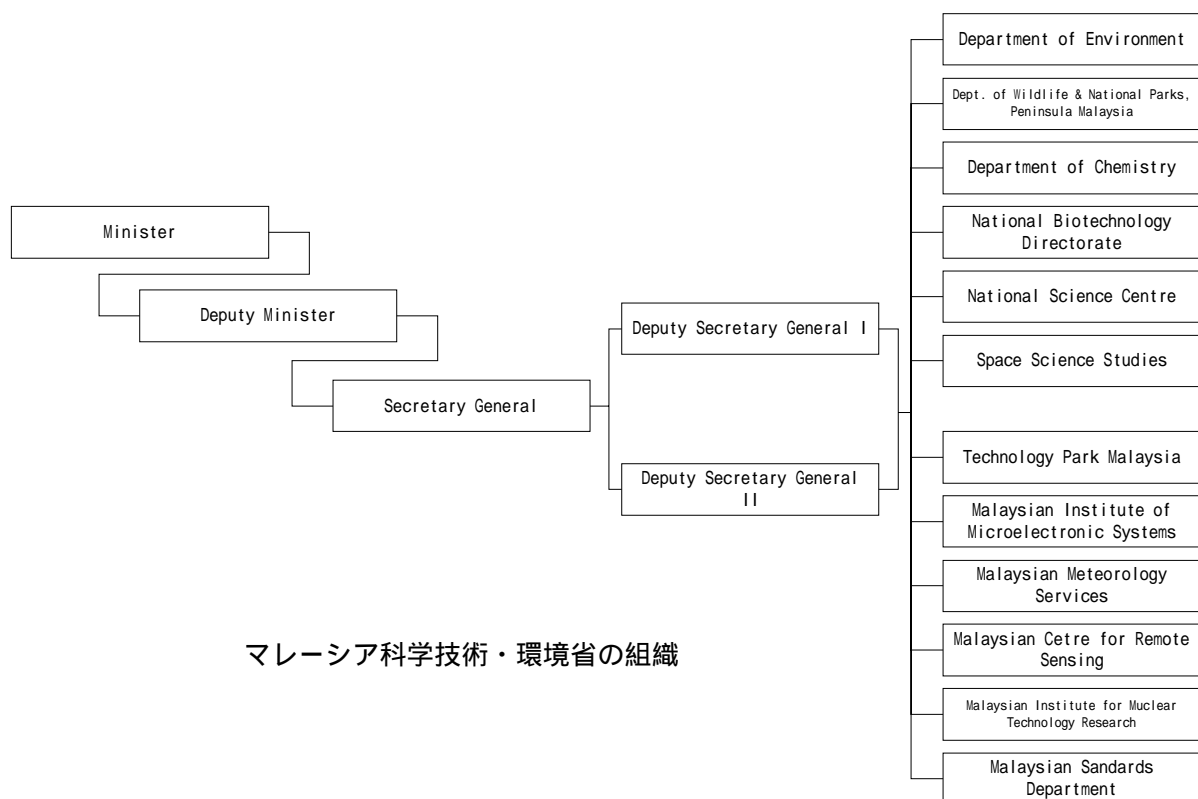 Minister
Deputy Minister
Secretary General
Deputy Secretary General I
Deputy Secretary General
II
Department of Environment
Dept. of Wildlife & National Parks,
Peninsula Malaysia
Department of Chemistry
National Biotechnology
Directorate
National Science Centre
Space Science Studies
Technology Park Malaysia
Malaysian Institute of
Microelectronic Systems
Malaysian Meteorology
Services
Malaysian Cetre for Remote
Sensing
Malaysian Institute for Muclear
Technology Research
Malaysian Sandards
Department
マレーシア科学技術・環境省の組織